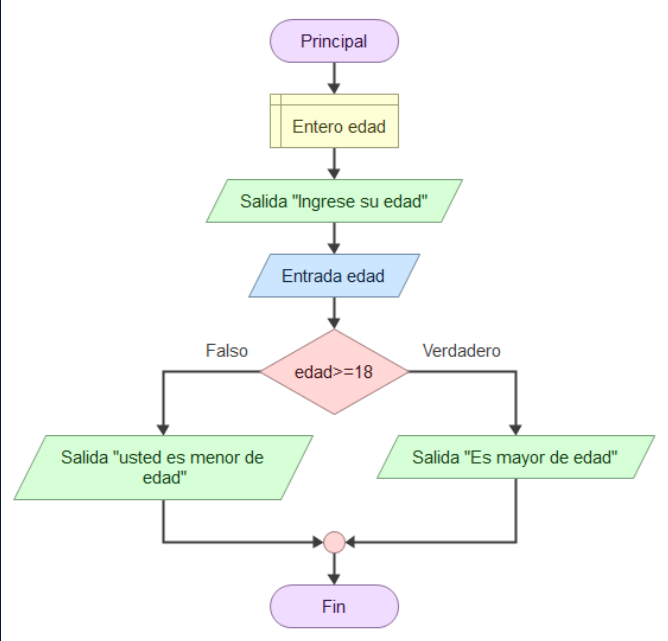 Principal
Entero edad
Salida "Ingrese su edad"
Entrada edad
Falso
Verdadero
edad>=18
Salida "usted es menor de
edad"
Salida "Es mayor de edad"
Fin